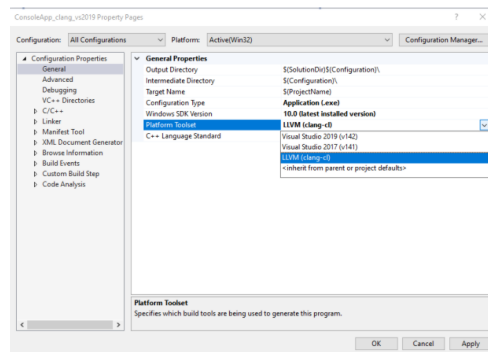 ConsoleApp_clang_vs2019 Property Pages
? ×
Configuration: All Configurations
Platform: Active(Win32)
Configuration Manager...
Configuration Properties
General
Advanced
Debugging
VC++ Directories
C/C++
Linker
Manifest Tool
XML Document Generator
Browse Information
Build Events
Custom Build Step
Code Analysis
General Properties
Output Directory $(SolutionDir)$(Configuration)\
Intermediate Directory $(Configuration)\
Target Name $(ProjectName)
Configuration Type Application (.exe)
Windows SDK Version 10.0 (latest installed version)
Platform Toolset LLVM (clang-cl)
C++ Language Standard
Visual Studio 2019 (v142)
Visual Studio 2017 (v141)
LLVM (clang-cl)
<inherit from parent or project defaults>
Platform Toolset
Specifies which build tools are being used to generate this program.
OK Cancel Apply